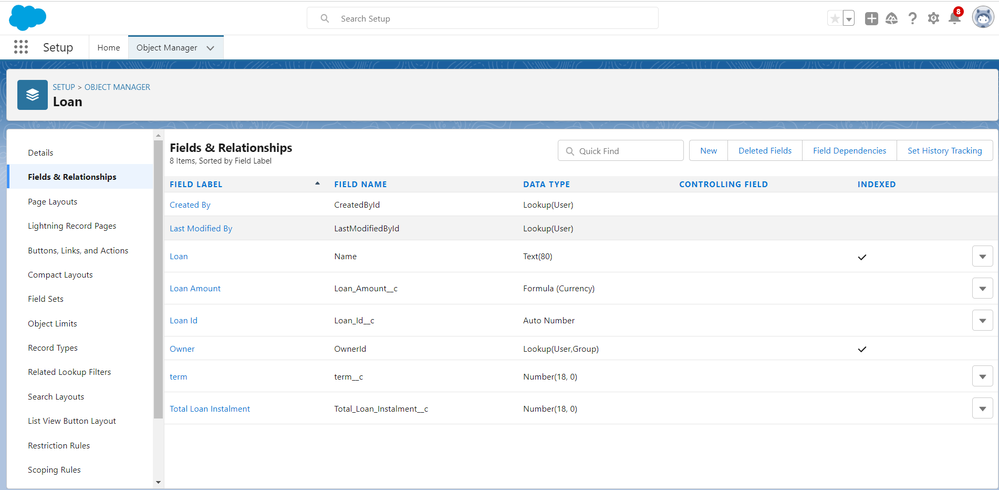 Search Setup
8
Setup
Home
Object Manager
SETUP > OBJECT MANAGER
Loan
Details
Fields & Relationships
Page Layouts
Lightning Record Pages
Buttons, Links, and Actions
Compact Layouts
Field Sets
Object Limits
Record Types
Related Lookup Filters
Search Layouts
List View Button Layout
Restriction Rules
Scoping Rules
Fields & Relationships
8 Items, Sorted by Field Label
Quick Find
New
Deleted Fields
Field Dependencies
Set History Tracking
FIELD LABEL FIELD NAME DATA TYPE CONTROLLING FIELD INDEXED
Created By CreatedById Lookup(User)
Last Modified By LastModifiedById Lookup(User)
Loan Name Text(80)
Loan Amount Loan_Amount__c Formula (Currency)
Loan Id Loan_Id__c Auto Number
Owner OwnerId Lookup(User,Group)
term term__c Number(18, 0)
Total Loan Instalment Total_Loan_Instalment__c Number(18, 0)